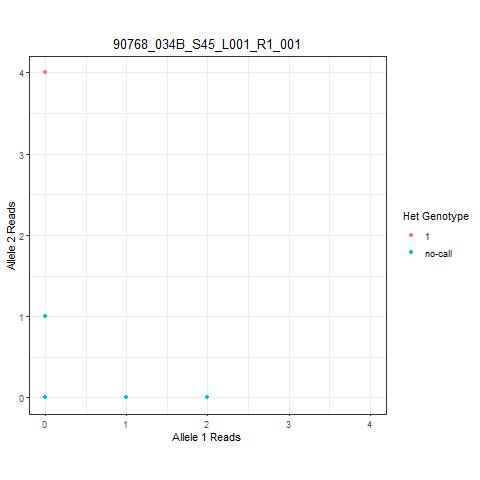 90768_034B_S45_L001_R1_001
4
3
2
1
0
Allele 2 Reads
0 1 2 3 4
Allele 1 Reads
Het Genotype
1
no-call